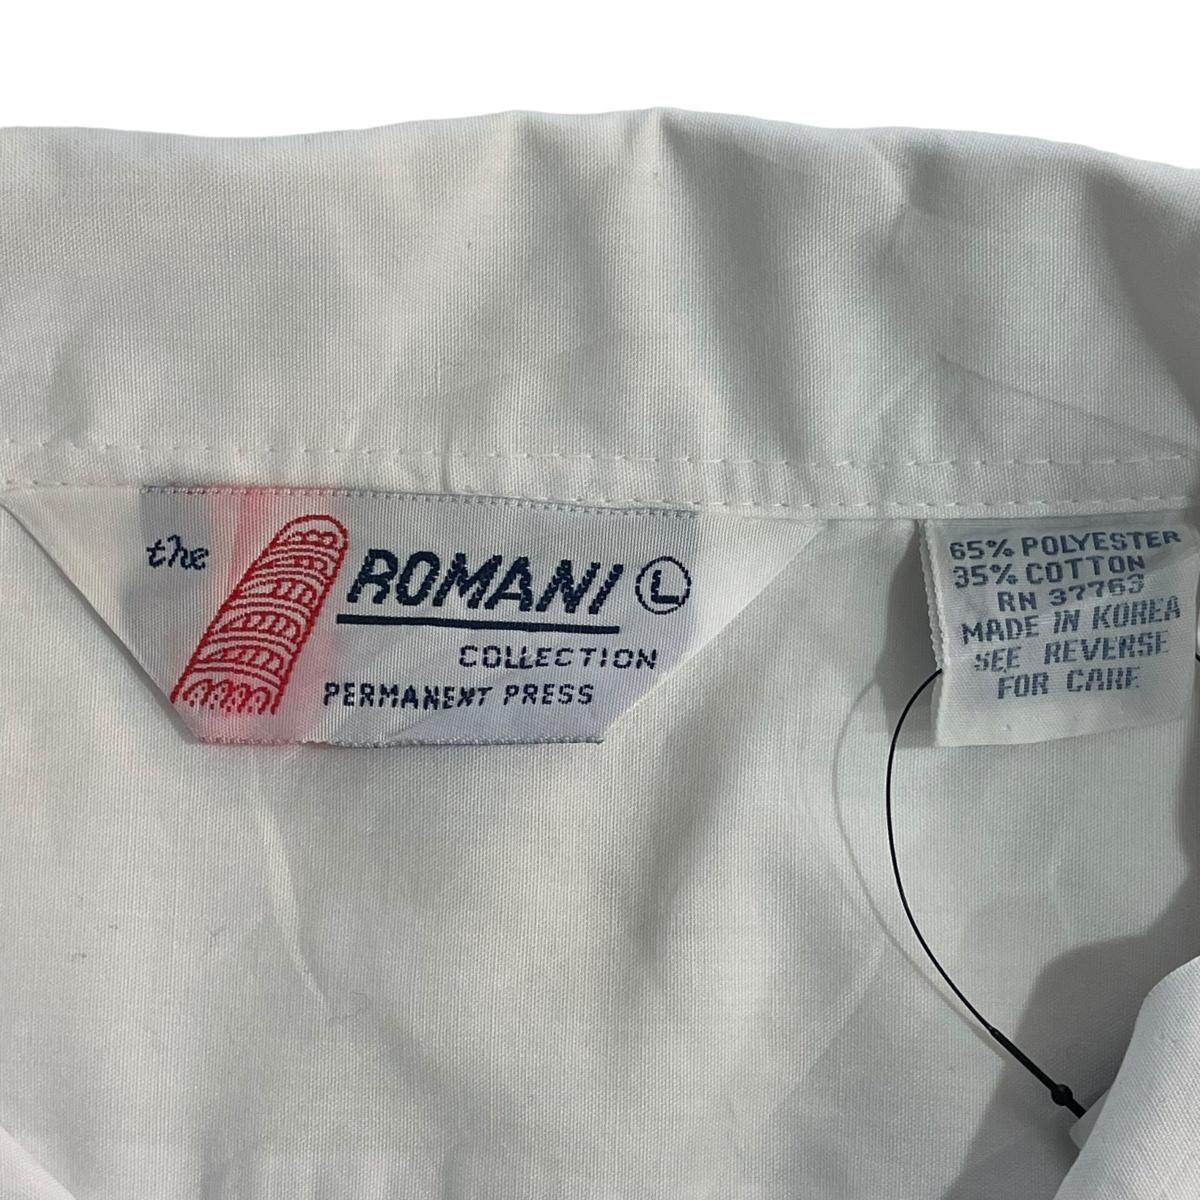 the ROMANI L
COLLECTION
PERMANENT PRESS
65% POLYESTER
35% COTTON
RN 37763
MADE IN KOREA
SEE REVERSE
FOR CARE